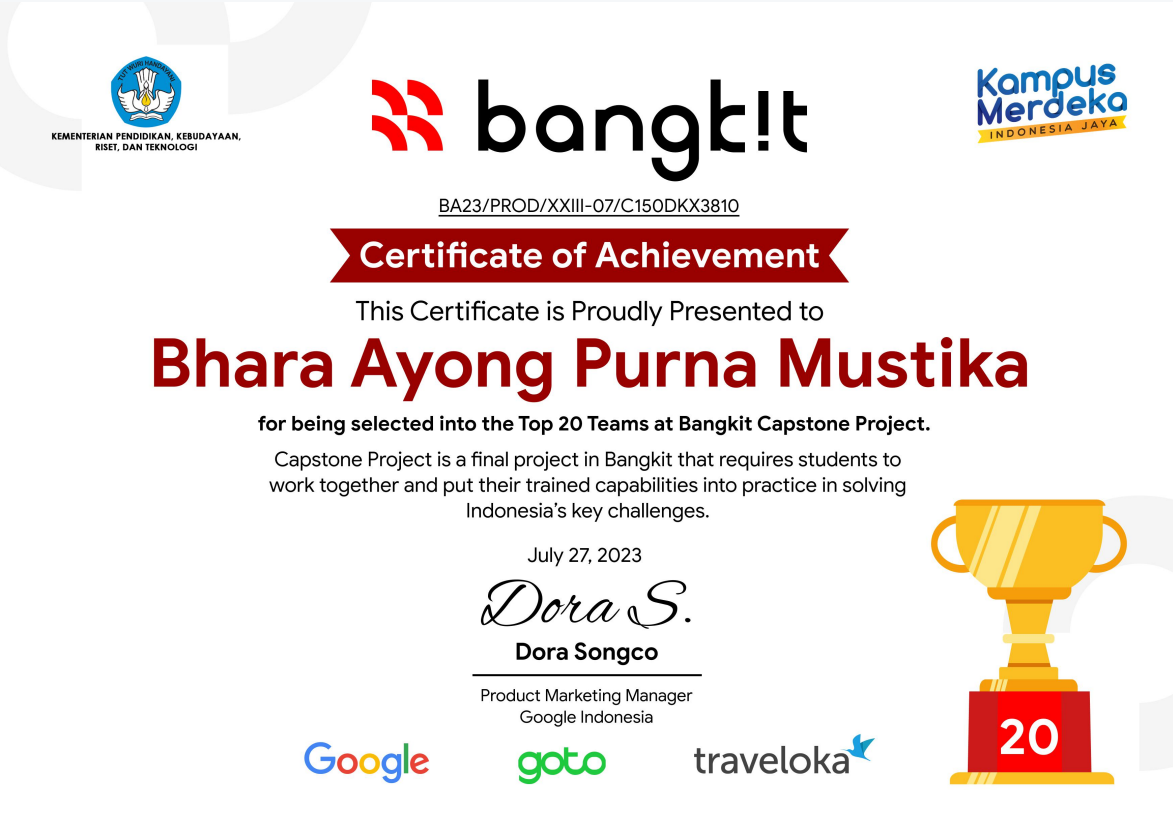 TUT WURI HANDAYANI
KEMENTERIAN PENDIDIKAN, KEBUDAYAAN,
RISET, DAN TEKNOLOGI
bangk!t
Kampus
Merdeka
INDONESIA JAYA
BA23/PROD/XXIII-07/C150DKX3810
Certificate of Achievement
This Certificate is Proudly Presented to
Bhara Ayong Purna Mustika
for being selected into the Top 20 Teams at Bangkit Capstone Project.
Capstone Project is a final project in Bangkit that requires students to
work together and put their trained capabilities into practice in solving
Indonesia’s key challenges.
July 27, 2023
Dora S.
Dora Songco
Product Marketing Manager
Google Indonesia
Google
goto
traveloka
20